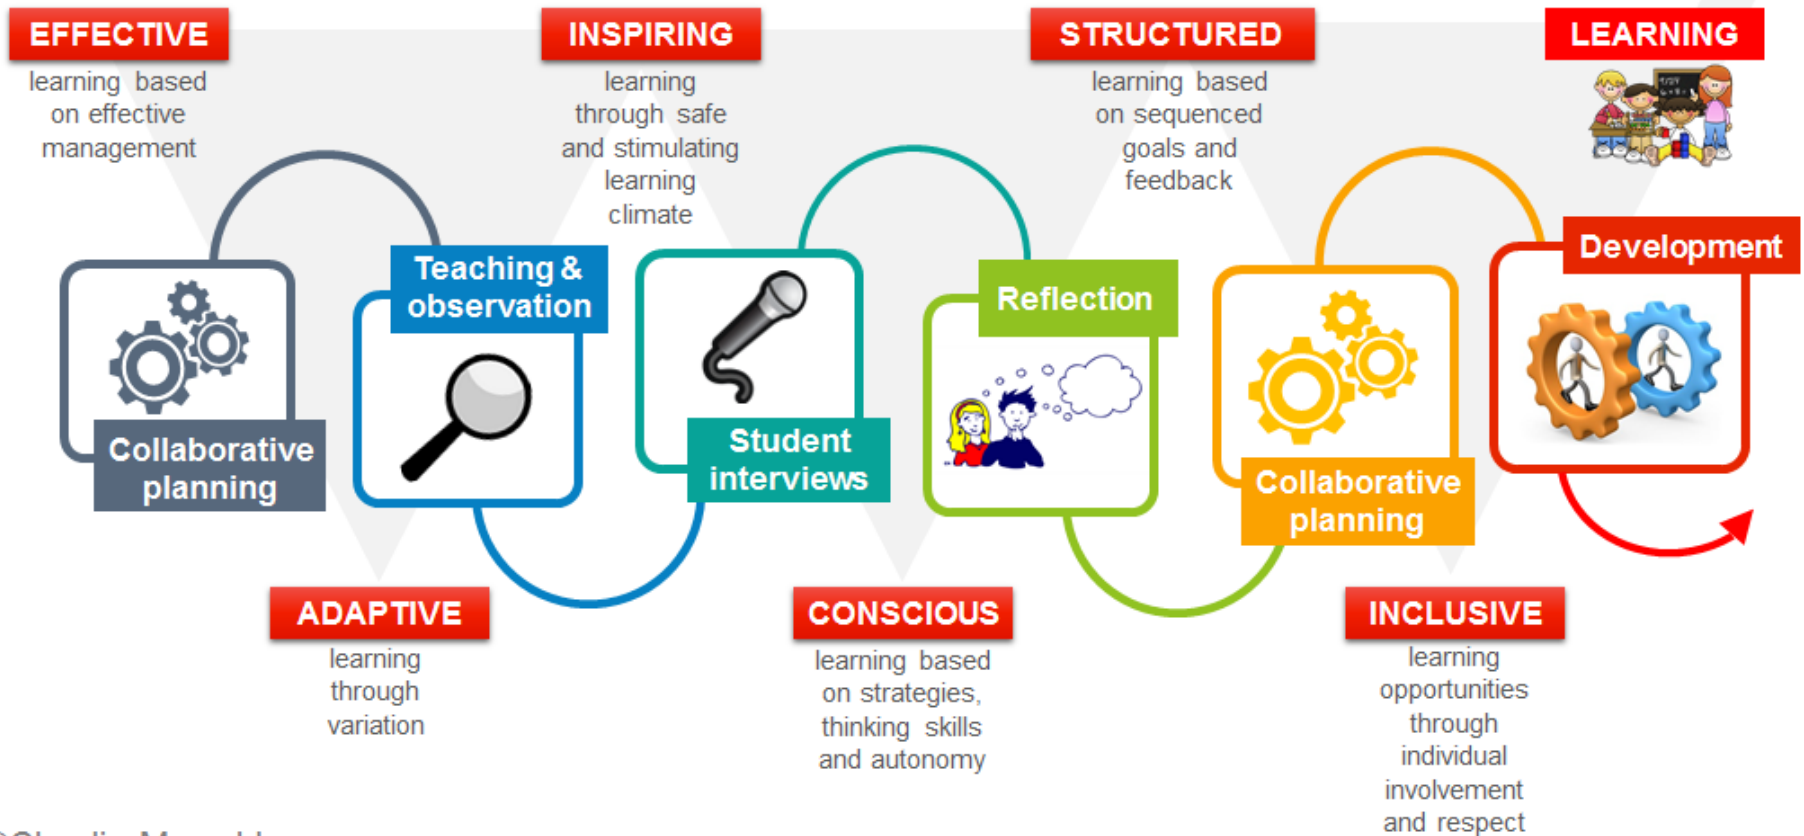 EFFECTIVE
learning based
on effective
management
INSPIRING
learning
through safe
and stimulating
learning
climate
STRUCTURED
learning based
on sequenced
goals and
feedback
LEARNING
Collaborative
planning
Teaching &
observation
Student
interviews
Reflection
Collaborative
planning
Development
ADAPTIVE
learning
through
variation
CONSCIOUS
learning based
on strategies,
thinking skills
and autonomy
INCLUSIVE
learning
opportunities
through
individual
involvement
and respect